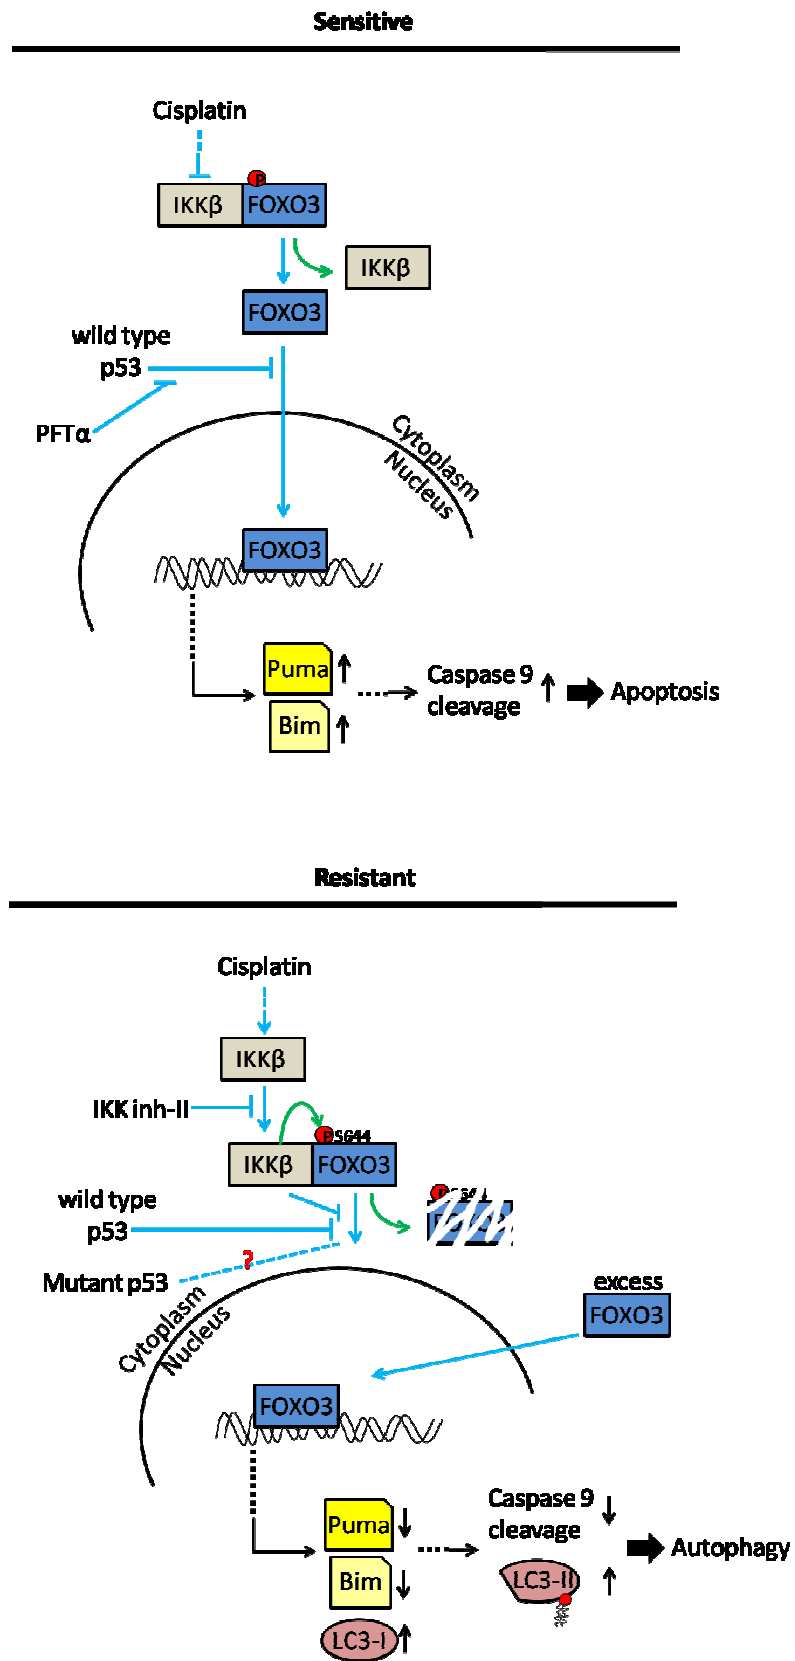 Sensitive
Cisplatin
P
IKKβ
FOXO3
IKKβ
FOXO3
wild type
p53
PFTα
Cytoplasm
Nucleus
FOXO3
Puma
Bim
Caspase 9
cleavage
Apoptosis
Resistant
Cisplatin
IKKβ
IKK inh-II
P S644
IKKβ
FOXO3
wild type
p53
P
FOXO3
?
Mutant p53
excess
FOXO3
Cytoplasm
Nucleus
FOXO3
Puma
Bim
LC3-I
Caspase 9
cleavage
LC3-II
Autophagy